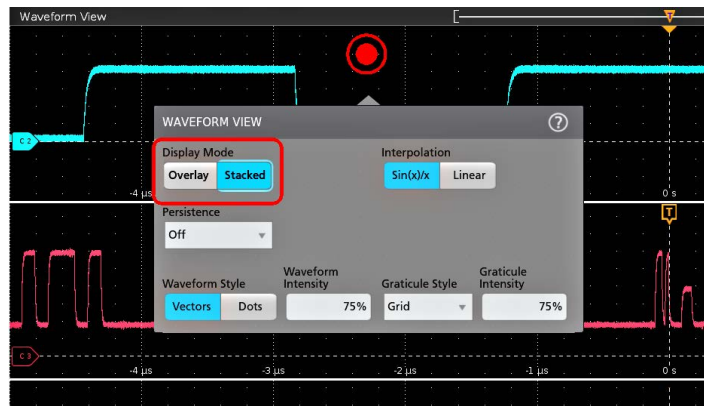 Waveform View
T
C 2
WAVEFORM VIEW
?
Display Mode
Interpolation
Overlay
Stacked
Sin(x)/x
Linear
-4 µs
0 s
T
Persistence
Off
Waveform Style
Waveform Intensity
Graticule Style
Graticule Intensity
Vectors
Dots
75%
Grid
75%
C 3
-4 µs
-3 µs
-2 µs
-1 µs
0 s